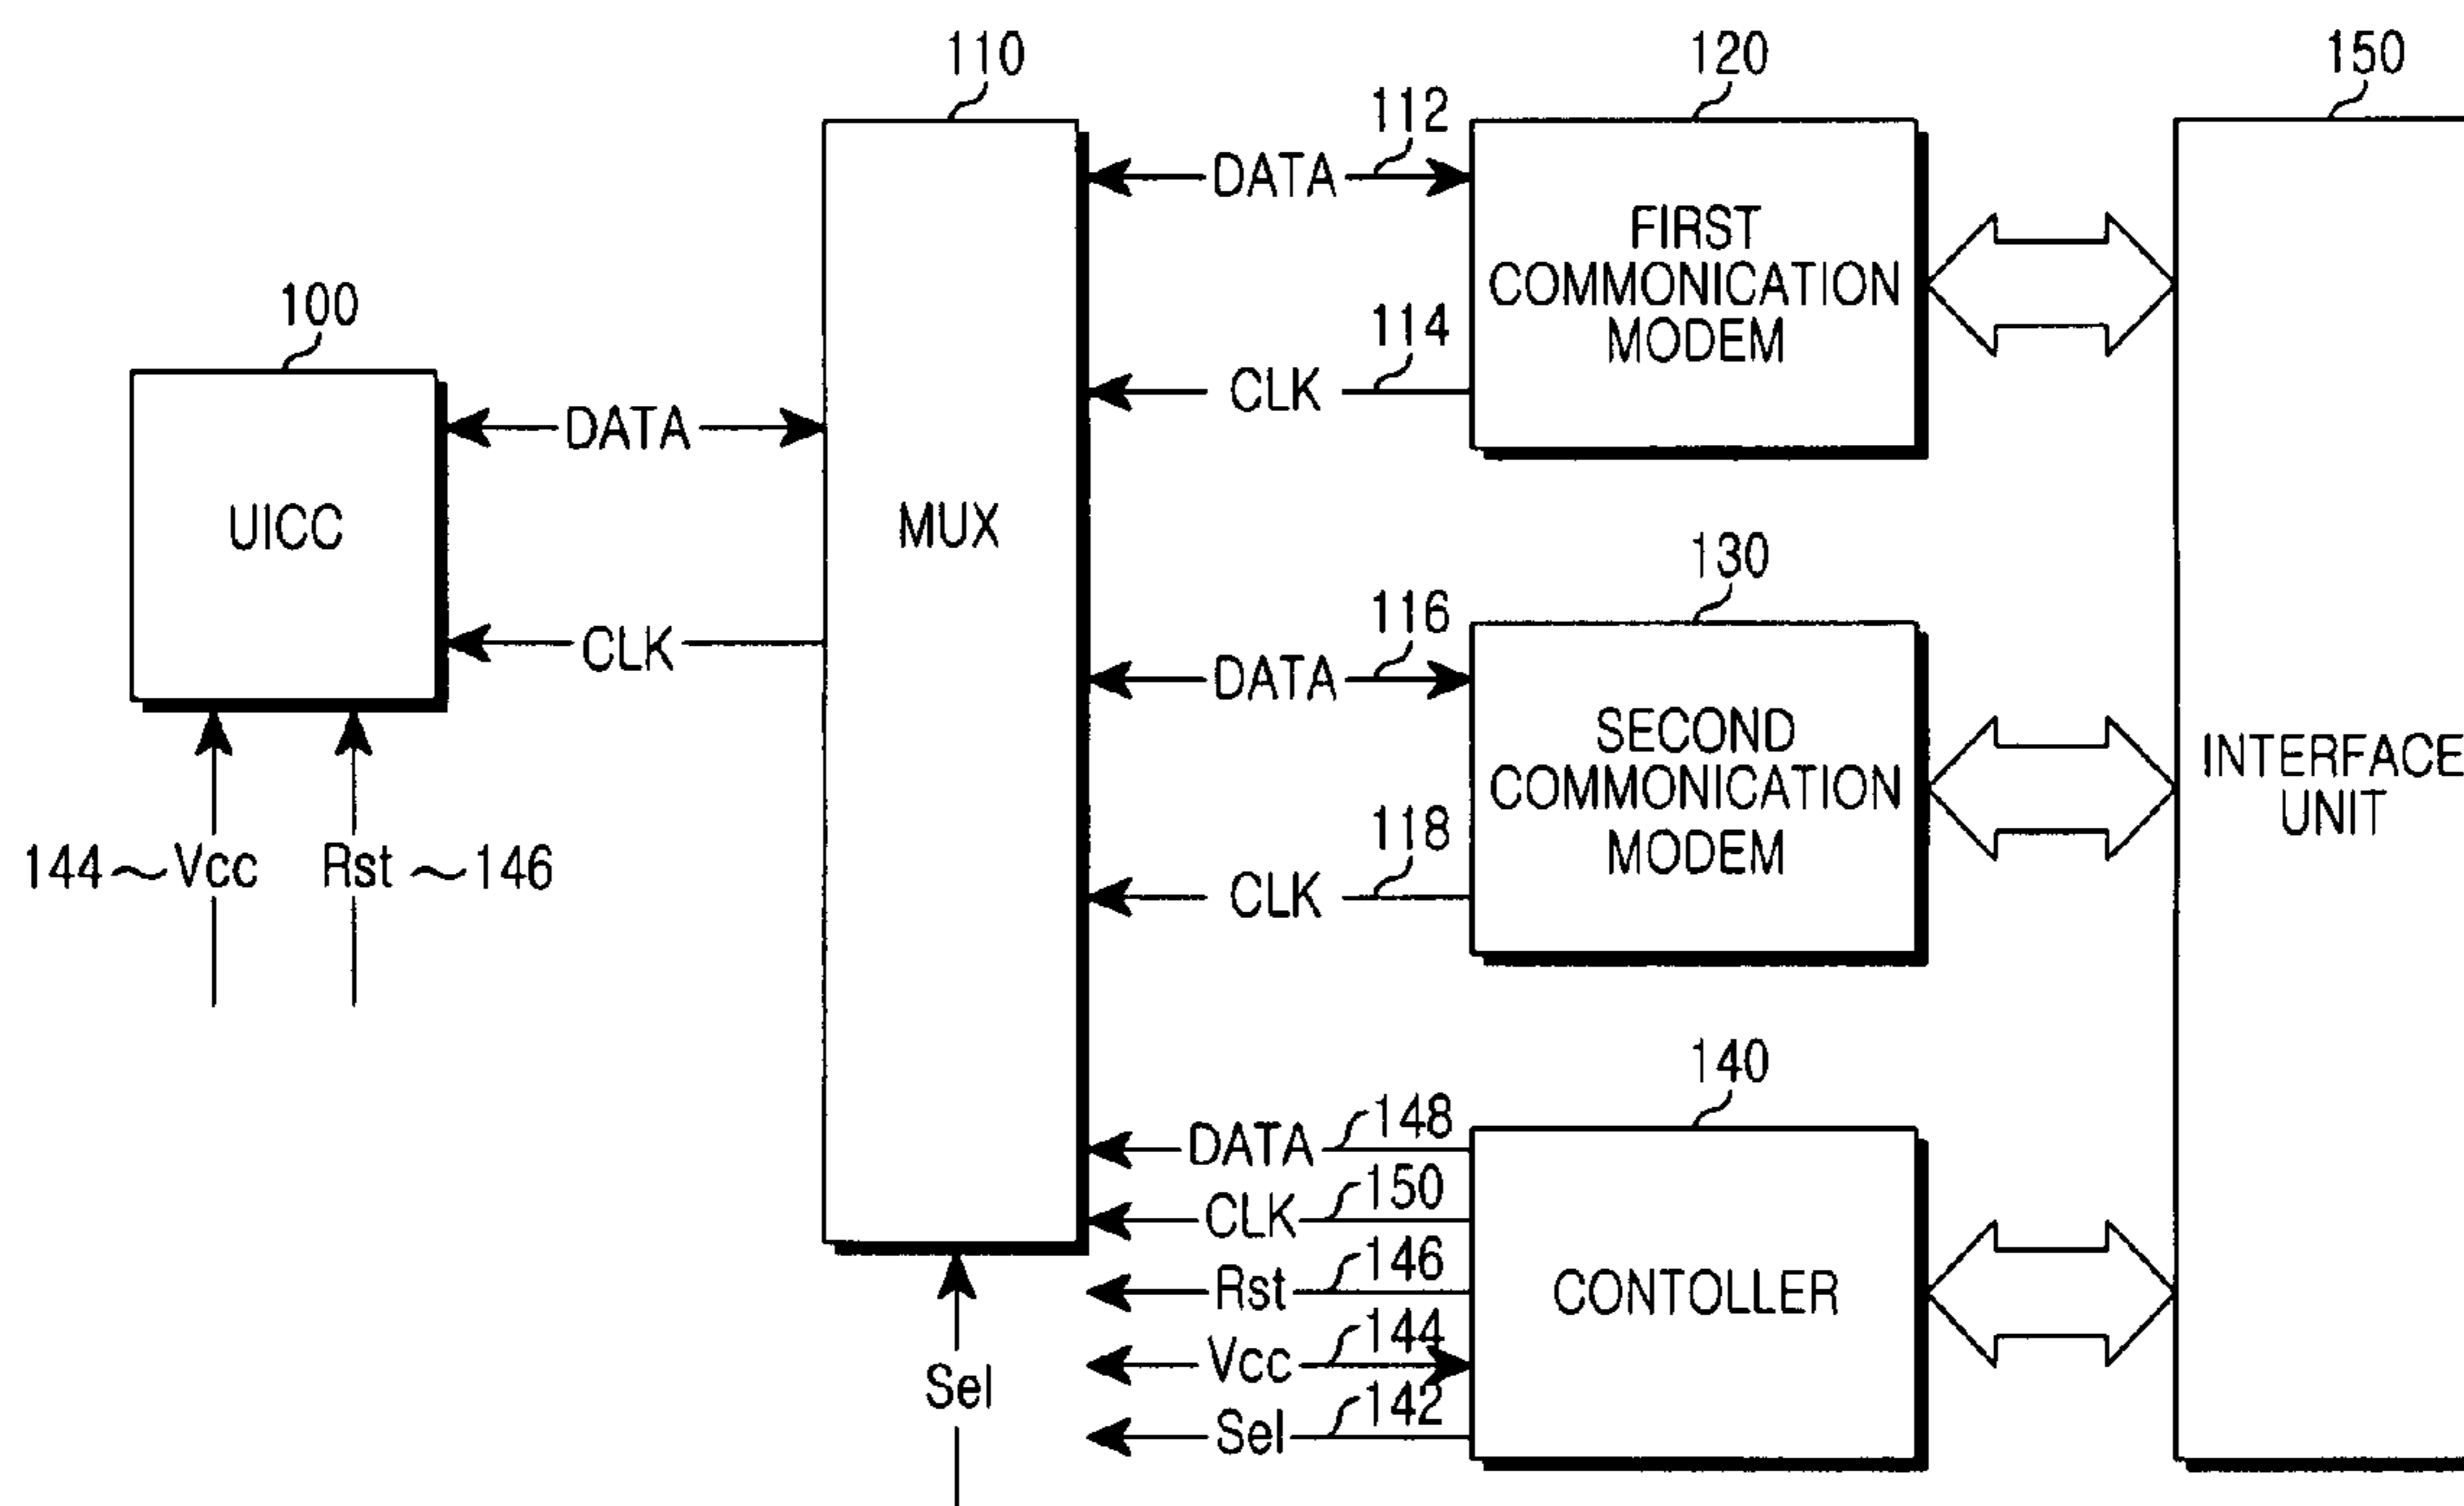 110
120
150
112
DATA
FIRST
COMMONICATION
MODEM
100
114
CLK
DATA
UICC
MUX
130
CLK
116
DATA
SECOND
COMMONICATION
MODEM
INTERFACE
UNIT
118
144 Vcc
Rst 146
CLK
140
148
DATA
150
CLK
146
Rst
CONTOLLER
144
Vcc
142
Sel
Sel